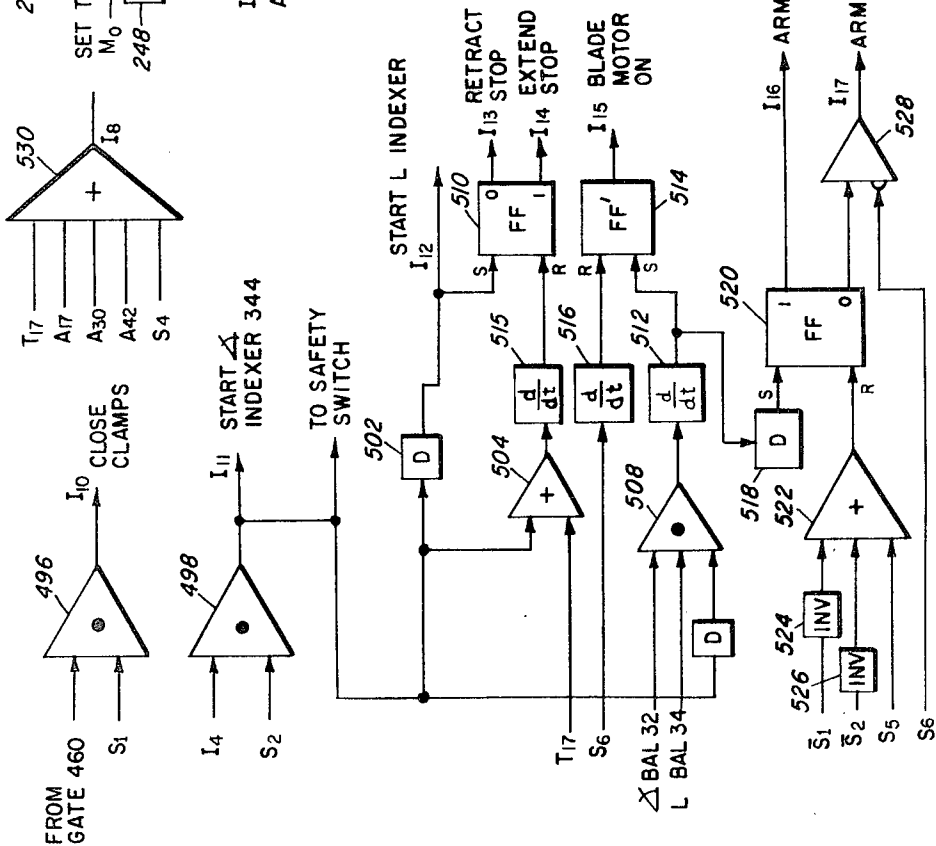 2
SET T
M0
248
I
A
530
+
I8
T17
A17
A30
A42
S4
FROM
GATE 460
S1
496
I10
CLOSE
CLAMPS
I4
S2
498
I11
START ∡
INDEXER 344
TO SAFETY
SWITCH
502
D
START L INDEXER
I12
510
S
R
FF
0
1
I13
RETRACT
STOP
I14
EXTEND
STOP
504
+
515
d/dt
T17
S6
516
d/dt
R
S
FF'
514
I15
BLADE
MOTOR
ON
∡ BAL 32
L BAL 34
508
512
d/dt
D
518
D
S
R
520
FF
1
0
I16
ARM
522
+
524
INV
526
INV
S̄1
S̄2
S5
S6
528
I17
ARM